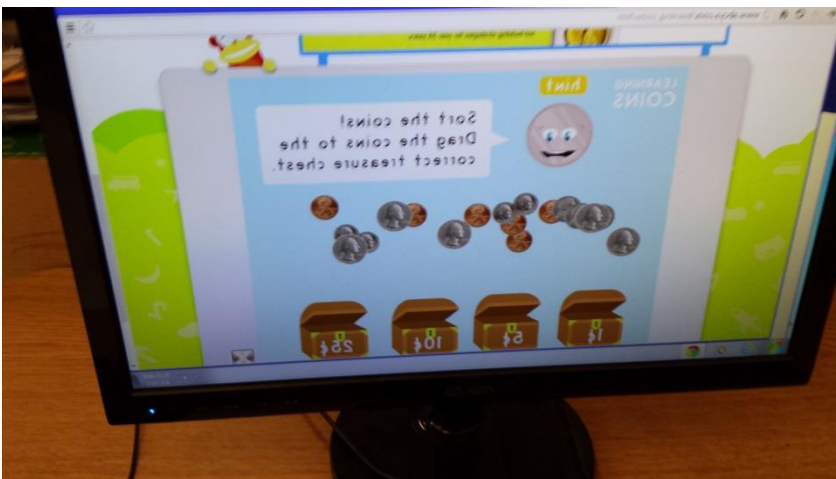 hint
LEARNING
COINS
Sort the coins!
Drag the coins to the
correct treasure chest.
1¢
5¢
10¢
25¢